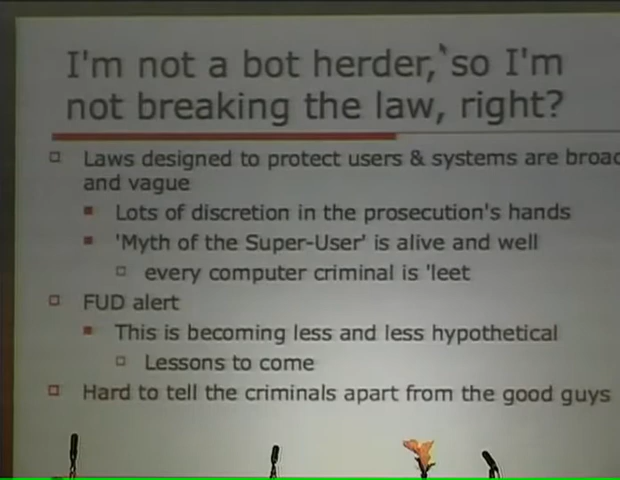 I'm not a bot herder, so I'm
not breaking the law, right?
Laws designed to protect users & systems are broad
and vague
Lots of discretion in the prosecution's hands
'Myth of the Super-User' is alive and well
every computer criminal is 'leet
FUD alert
This is becoming less and less hypothetical
Lessons to come
Hard to tell the criminals apart from the good guys